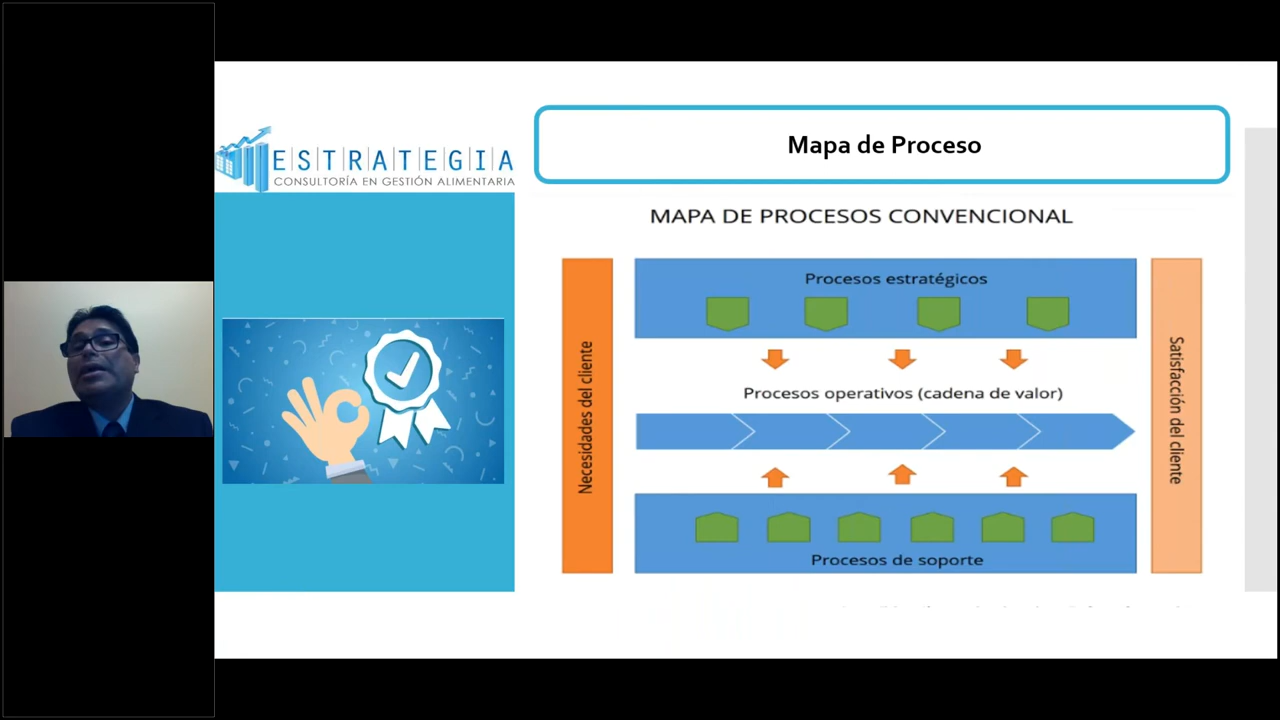 ESTRATEGIA
CONSULTORÍA EN GESTIÓN ALIMENTARIA
Mapa de Proceso
MAPA DE PROCESOS CONVENCIONAL
Necesidades del cliente
Procesos estratégicos
Procesos operativos (cadena de valor)
Procesos de soporte
Satisfacción del cliente